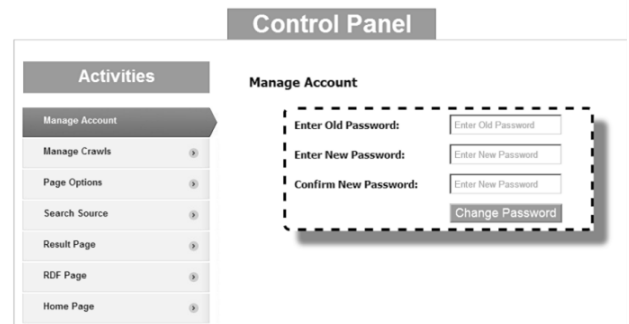 Control Panel
Activities
Manage Account
Manage Crawls
Page Options
Search Source
Result Page
RDF Page
Home Page
Manage Account
Enter Old Password: Enter Old Password
Enter New Password: Enter New Password
Confirm New Password: Enter New Password
Change Password